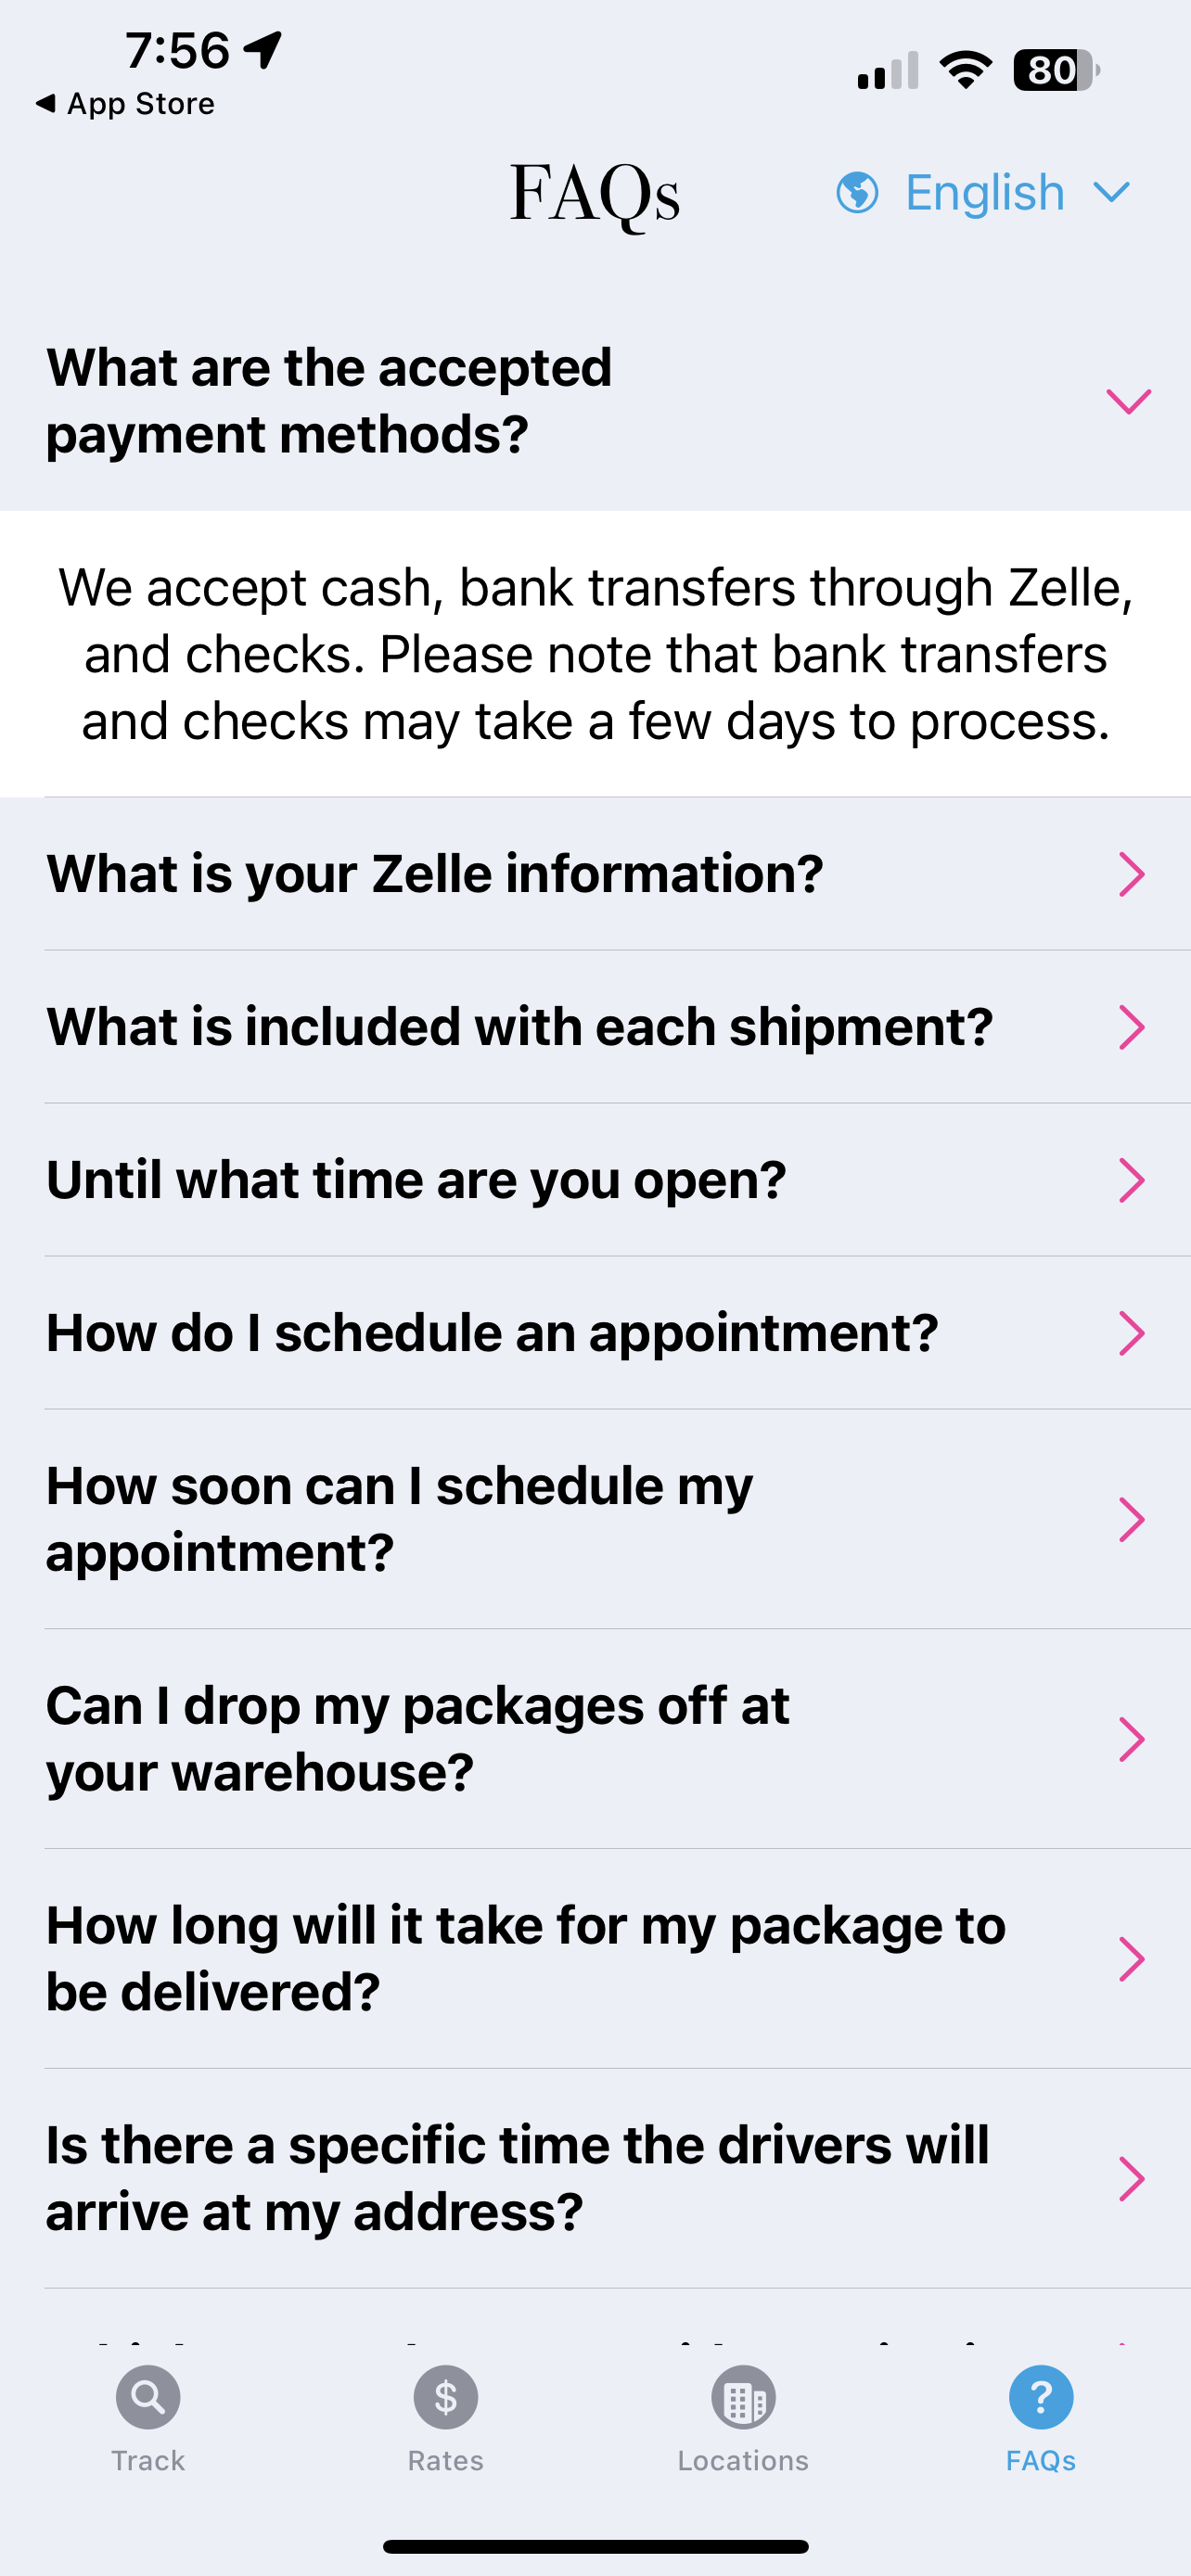 7:56
App Store
80
FAQs
English
What are the accepted
payment methods?
We accept cash, bank transfers through Zelle,
and checks. Please note that bank transfers
and checks may take a few days to process.
What is your Zelle information?
What is included with each shipment?
Until what time are you open?
How do I schedule an appointment?
How soon can I schedule my
appointment?
Can I drop my packages off at
your warehouse?
How long will it take for my package to
be delivered?
Is there a specific time the drivers will
arrive at my address?
$
?
Track
Rates
Locations
FAQs